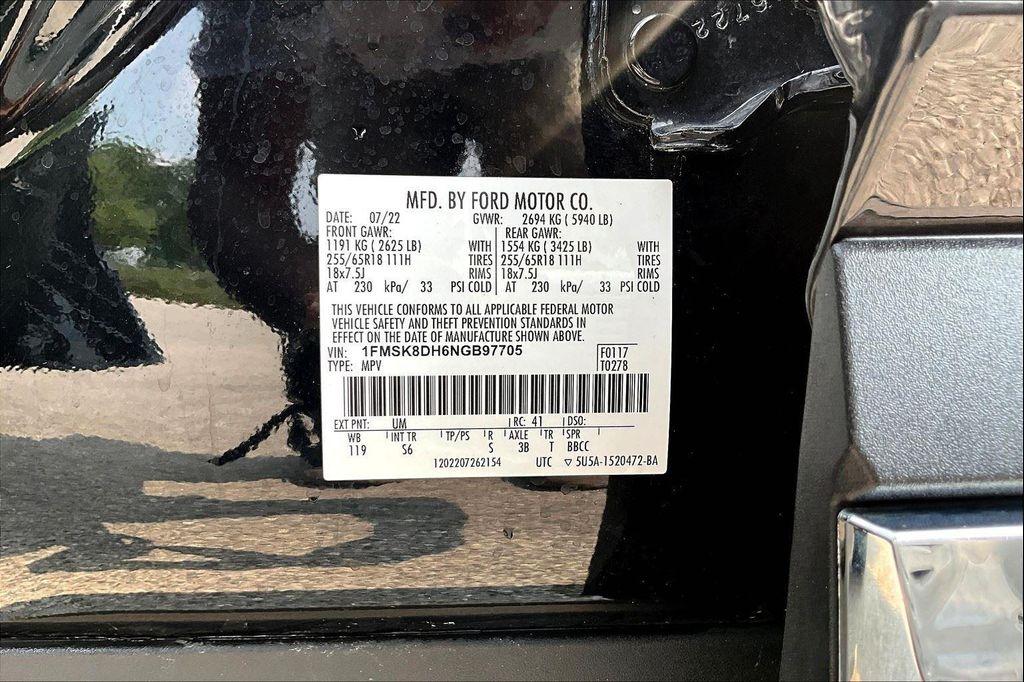 MFD. BY FORD MOTOR CO.
DATE: 07/22 GVWR: 2694 KG ( 5940 LB)
FRONT GAWR: REAR GAWR:
1191 KG ( 2625 LB) WITH 1554 KG ( 3425 LB) WITH
255/65R18 111H TIRES 255/65R18 111H TIRES
18x7.5J RIMS 18x7.5J RIMS
AT 230 kPa/ 33 PSI COLD AT 230 kPa/ 33 PSI COLD
THIS VEHICLE CONFORMS TO ALL APPLICABLE FEDERAL MOTOR
VEHICLE SAFETY AND THEFT PREVENTION STANDARDS IN
EFFECT ON THE DATE OF MANUFACTURE SHOWN ABOVE.
VIN: 1FMSK8DH6NGB97705 F0117
TYPE: MPV T0278
EXT PNT: UM RC: 41 DSO:
WB INT TR TP/PS R AXLE TR SPR
119 S6 S 3B T BBCC
1202207262154 UTC ▽ 5U5A-1520472-BA